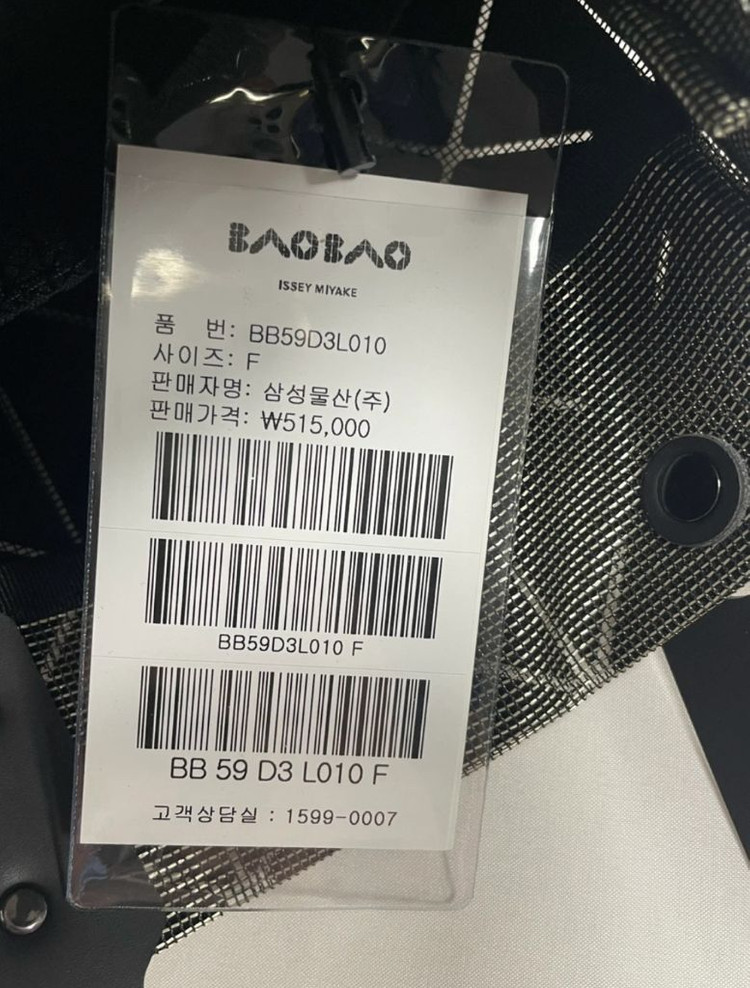 BAOBAO
ISSEY MIYAKE
품 번: BB59D3L010
사이즈: F
판매자명: 삼성물산(주)
판매가격: ₩515,000
BB59D3L010 F
BB 59 D3 L010 F
고객상담실 : 1599-0007